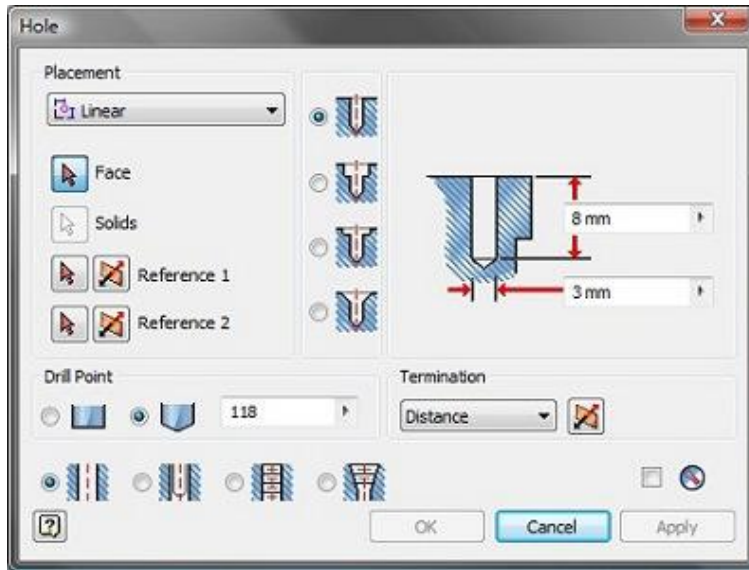 Hole
Placement
Linear
Face
Solids
Reference 1
Reference 2
8 mm
3 mm
Drill Point
118
Termination
Distance
OK
Cancel
Apply